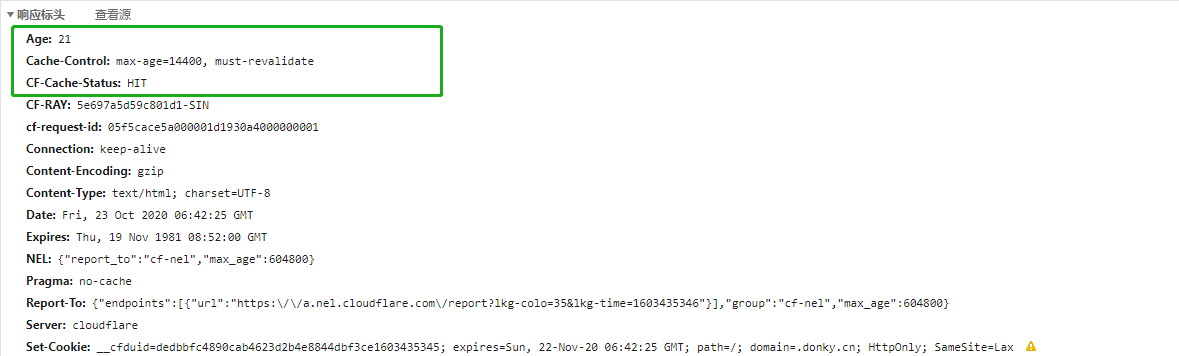 响应标头 查看源
Age: 21
Cache-Control: max-age=14400, must-revalidate
CF-Cache-Status: HIT
CF-RAY: 5e697a5d59c801d1-SIN
cf-request-id: 05f5cace5a000001d1930a4000000001
Connection: keep-alive
Content-Encoding: gzip
Content-Type: text/html; charset=UTF-8
Date: Fri, 23 Oct 2020 06:42:25 GMT
Expires: Thu, 19 Nov 1981 08:52:00 GMT
NEL: {"report_to":"cf-nel","max_age":604800}
Pragma: no-cache
Report-To: {"endpoints":[{"url":"https:\/\/a.nel.cloudflare.com\/report?lkg-colo=35&lkg-time=1603435346"}],"group":"cf-nel","max_age":604800}
Server: cloudflare
Set-Cookie: __cfduid=dedbbfc4890cab4623d2b4e8844dbf3ce1603435345; expires=Sun, 22-Nov-20 06:42:25 GMT; path=/; domain=.donky.cn; HttpOnly; SameSite=Lax